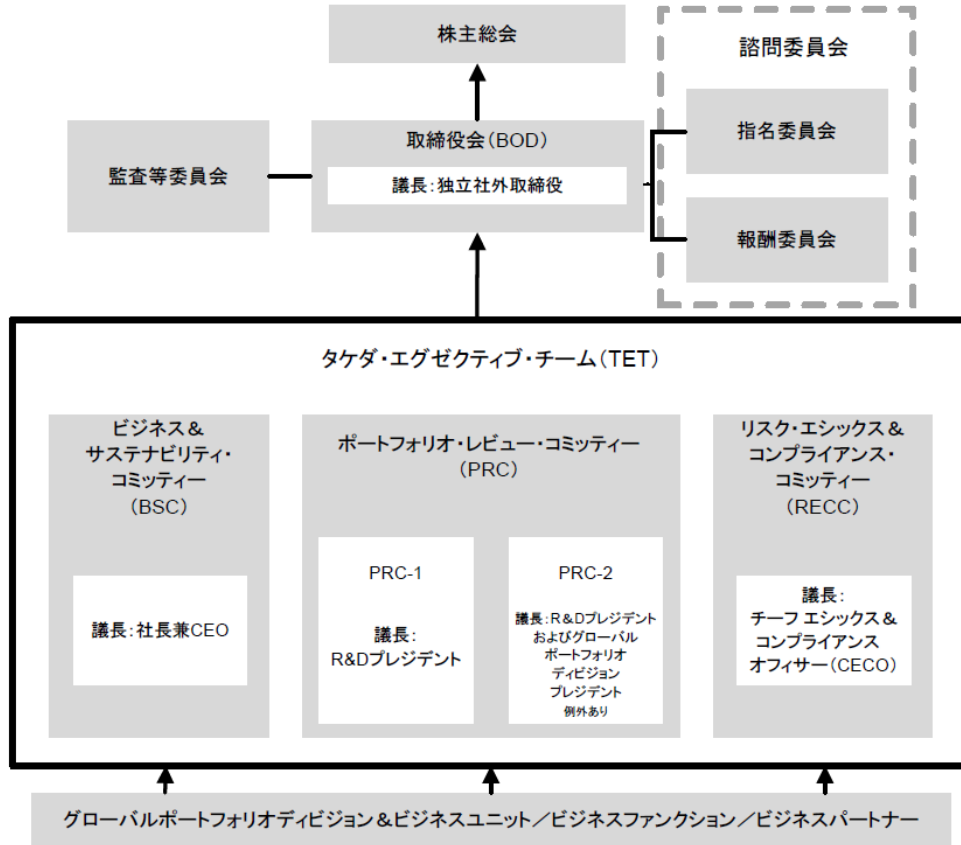 株主総会
諮問委員会
指名委員会
報酬委員会
監査等委員会
取締役会(BOD)
議長:独立社外取締役
タケダ・エグゼクティブ・チーム(TET)
ビジネス&
サステナビリティ・
コミッティー
(BSC)
議長:社長兼CEO
ポートフォリオ・レビュー・コミッティー
(PRC)
PRC-1
議長:
R&Dプレジデント
PRC-2
議長:R&Dプレジデント
およびグローバル
ポートフォリオ
ディビジョン
プレジデント
例外あり
リスク・エシックス&
コンプライアンス・
コミッティー
(RECC)
議長:
チーフ エシックス&
コンプライアンス
オフィサー(CECO)
グローバルポートフォリオディビジョン&ビジネスユニット/ビジネスファンクション/ビジネスパートナー